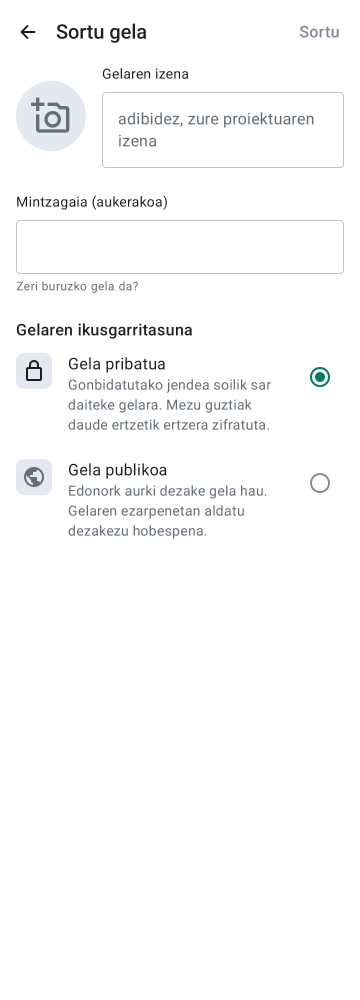 Sortu gela
Sortu
Gelaren izena
adibidez, zure proiektuaren
izena
Mintzagaia (aukerakoa)
Zeri buruzko gela da?
Gelaren ikusgarritasuna
Gela pribatua
Gonbidatutako jendea soilik sar
daiteke gelara. Mezu guztiak
daude ertzetik ertzera zifratuta.
Gela publikoa
Edonork aurki dezake gela hau.
Gelaren ezarpenetan aldatu
dezakezu hobespena.